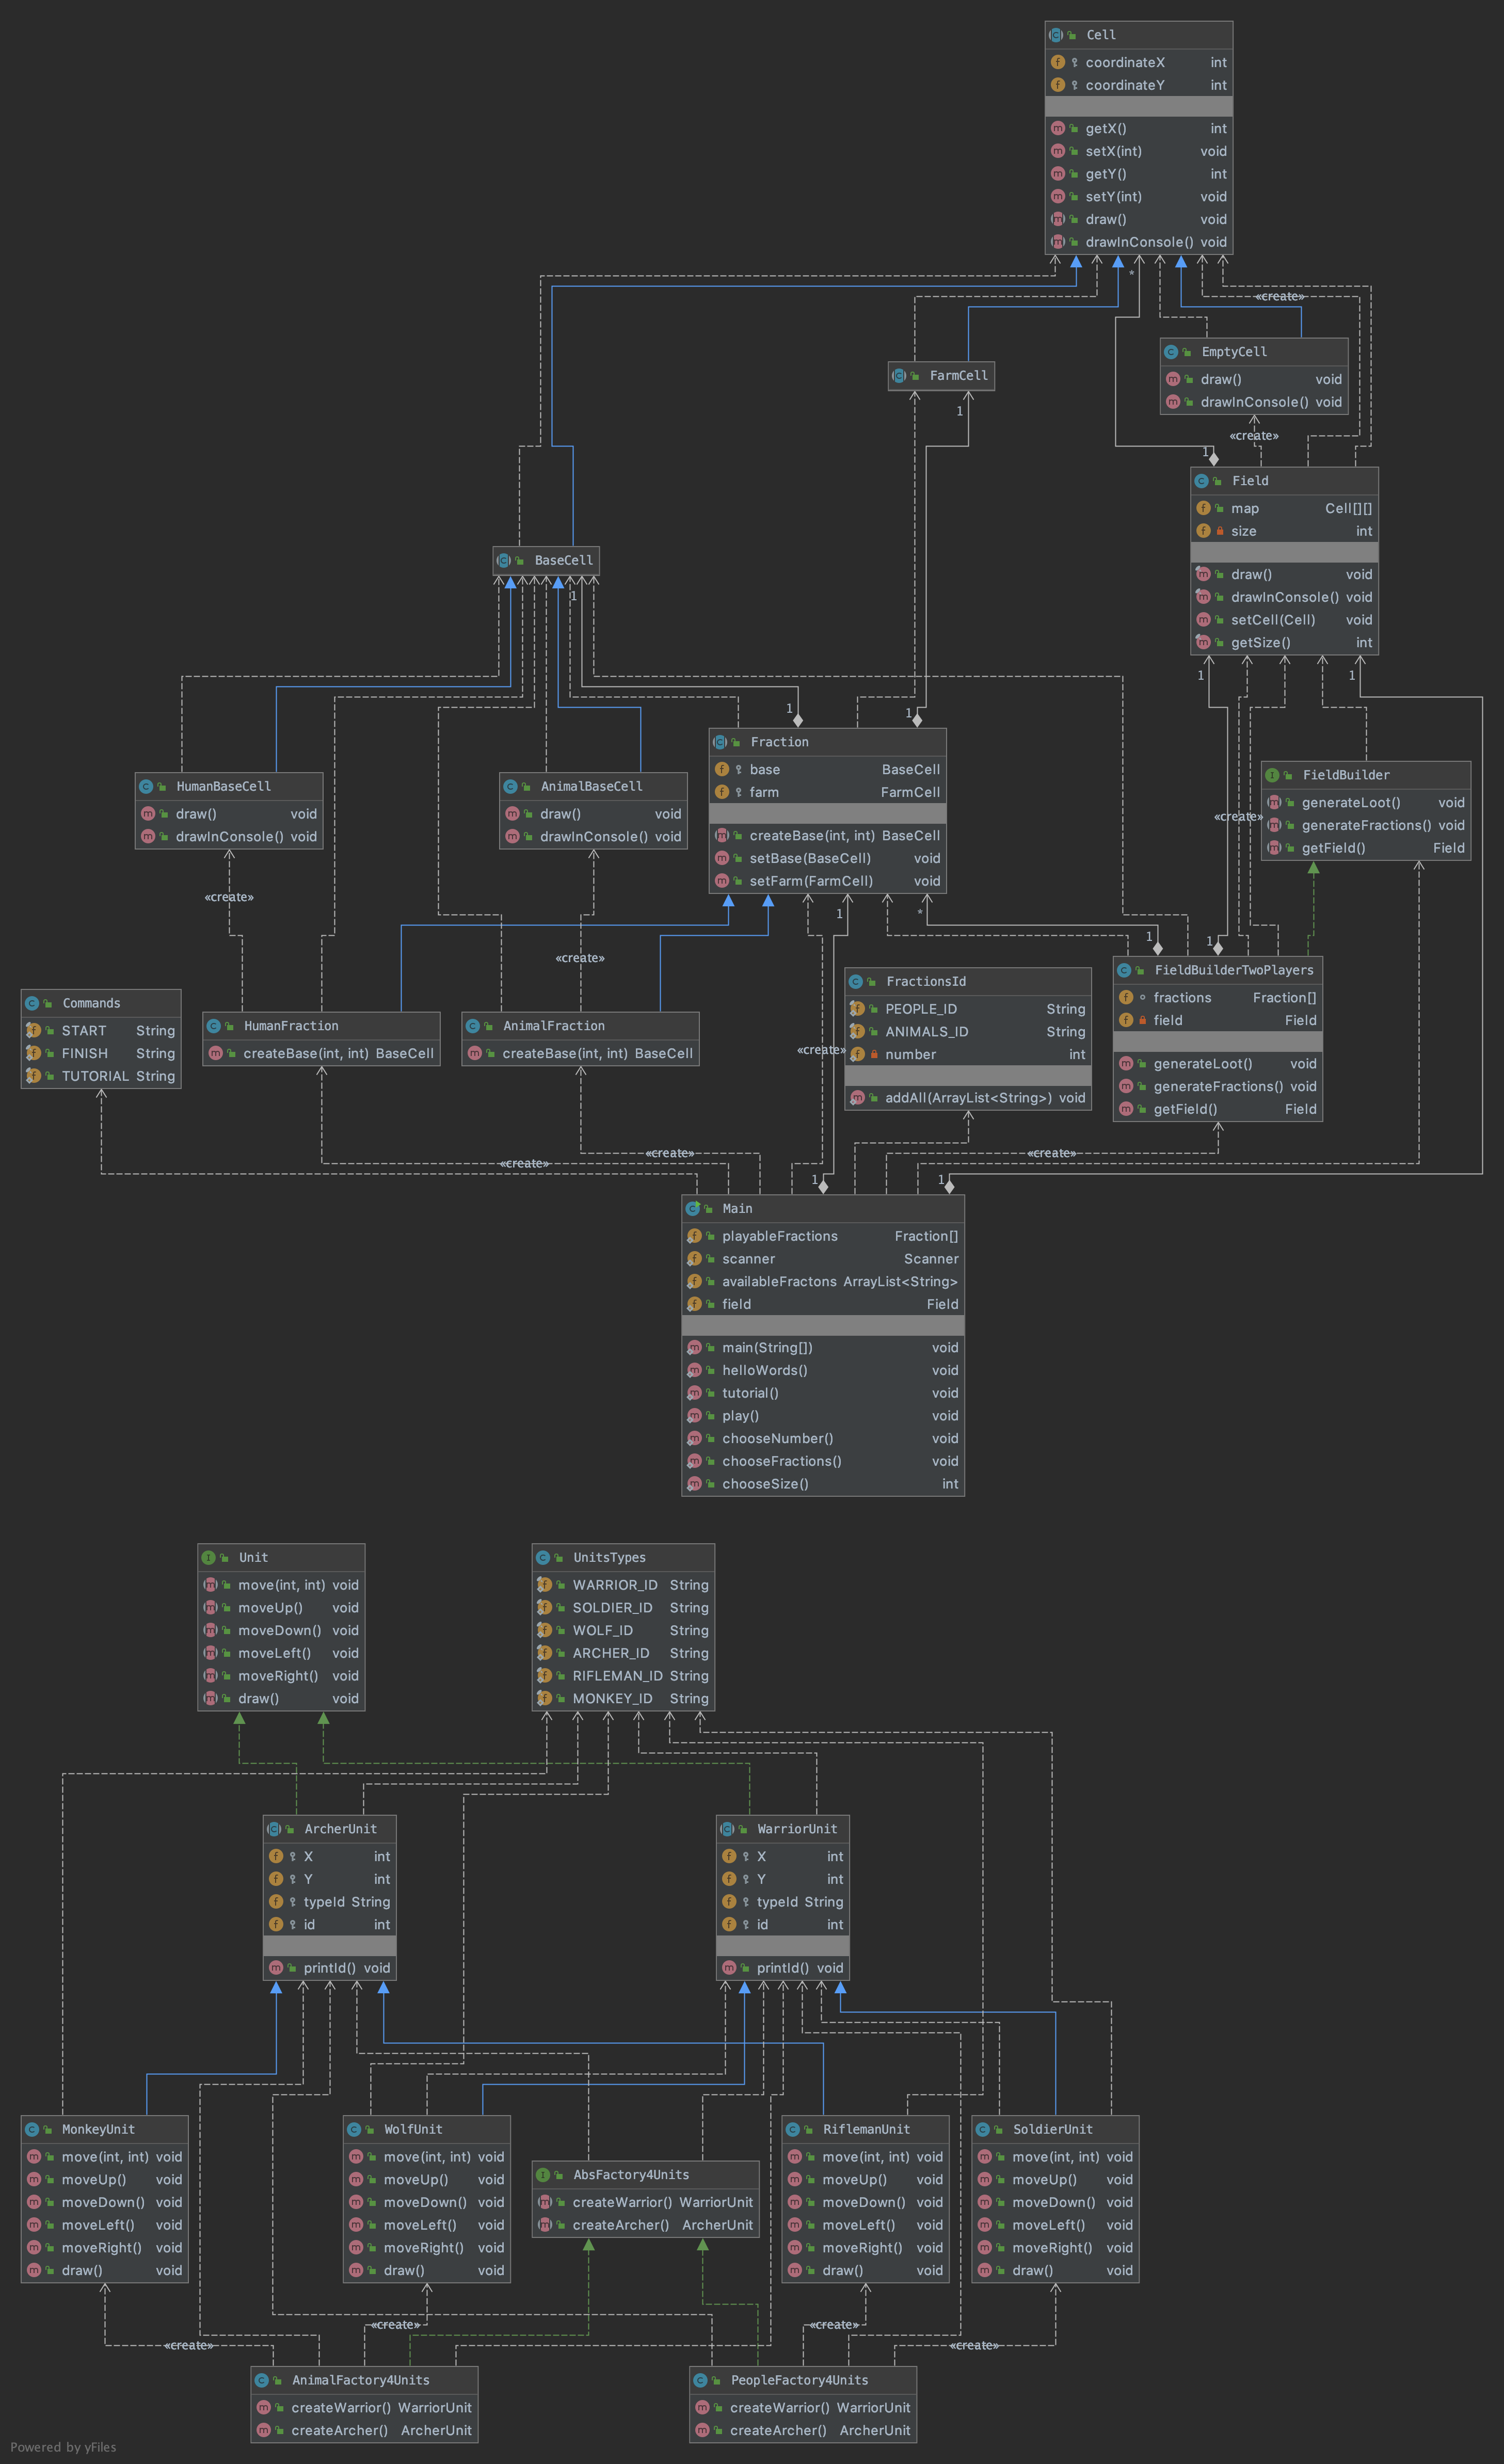 Cell
coordinateX int
coordinateY int
getX() int
setX(int) void
getY() int
setY(int) void
draw() void
drawInConsole() void
*
«create»
EmptyCell
draw() void
drawInConsole() void
FarmCell
1
«create»
1
Field
map Cell[][]
size int
draw() void
drawInConsole() void
setCell(Cell) void
getSize() int
BaseCell
1
1
1
1
1
Fraction
base BaseCell
farm FarmCell
createBase(int, int) BaseCell
setBase(BaseCell) void
setFarm(FarmCell) void
FieldBuilder
generateLoot() void
generateFractions() void
getField() Field
HumanBaseCell
draw() void
drawInConsole() void
AnimalBaseCell
draw() void
drawInConsole() void
«create»
«create»
1
*
1
1
«create»
FieldBuilderTwoPlayers
fractions Fraction[]
field Field
generateLoot() void
generateFractions() void
getField() Field
FractionsId
PEOPLE_ID String
ANIMALS_ID String
number int
addAll(ArrayList<String>) void
Commands
START String
FINISH String
TUTORIAL String
HumanFraction
createBase(int, int) BaseCell
AnimalFraction
createBase(int, int) BaseCell
«create»
«create»
«create»
«create»
1
1
Main
playableFractions Fraction[]
scanner Scanner
availableFractons ArrayList<String>
field Field
main(String[]) void
helloWords() void
tutorial() void
play() void
chooseNumber() void
chooseFractions() void
chooseSize() int
Unit
move(int, int) void
moveUp() void
moveDown() void
moveLeft() void
moveRight() void
draw() void
UnitsTypes
WARRIOR_ID String
SOLDIER_ID String
WOLF_ID String
ARCHER_ID String
RIFLEMAN_ID String
MONKEY_ID String
ArcherUnit
X int
Y int
typeId String
id int
printId() void
WarriorUnit
X int
Y int
typeId String
id int
printId() void
MonkeyUnit
move(int, int) void
moveUp() void
moveDown() void
moveLeft() void
moveRight() void
draw() void
WolfUnit
move(int, int) void
moveUp() void
moveDown() void
moveLeft() void
moveRight() void
draw() void
AbsFactory4Units
createWarrior() WarriorUnit
createArcher() ArcherUnit
RiflemanUnit
move(int, int) void
moveUp() void
moveDown() void
moveLeft() void
moveRight() void
draw() void
SoldierUnit
move(int, int) void
moveUp() void
moveDown() void
moveLeft() void
moveRight() void
draw() void
«create»
«create»
«create»
«create»
AnimalFactory4Units
createWarrior() WarriorUnit
createArcher() ArcherUnit
PeopleFactory4Units
createWarrior() WarriorUnit
createArcher() ArcherUnit
Powered by yFiles